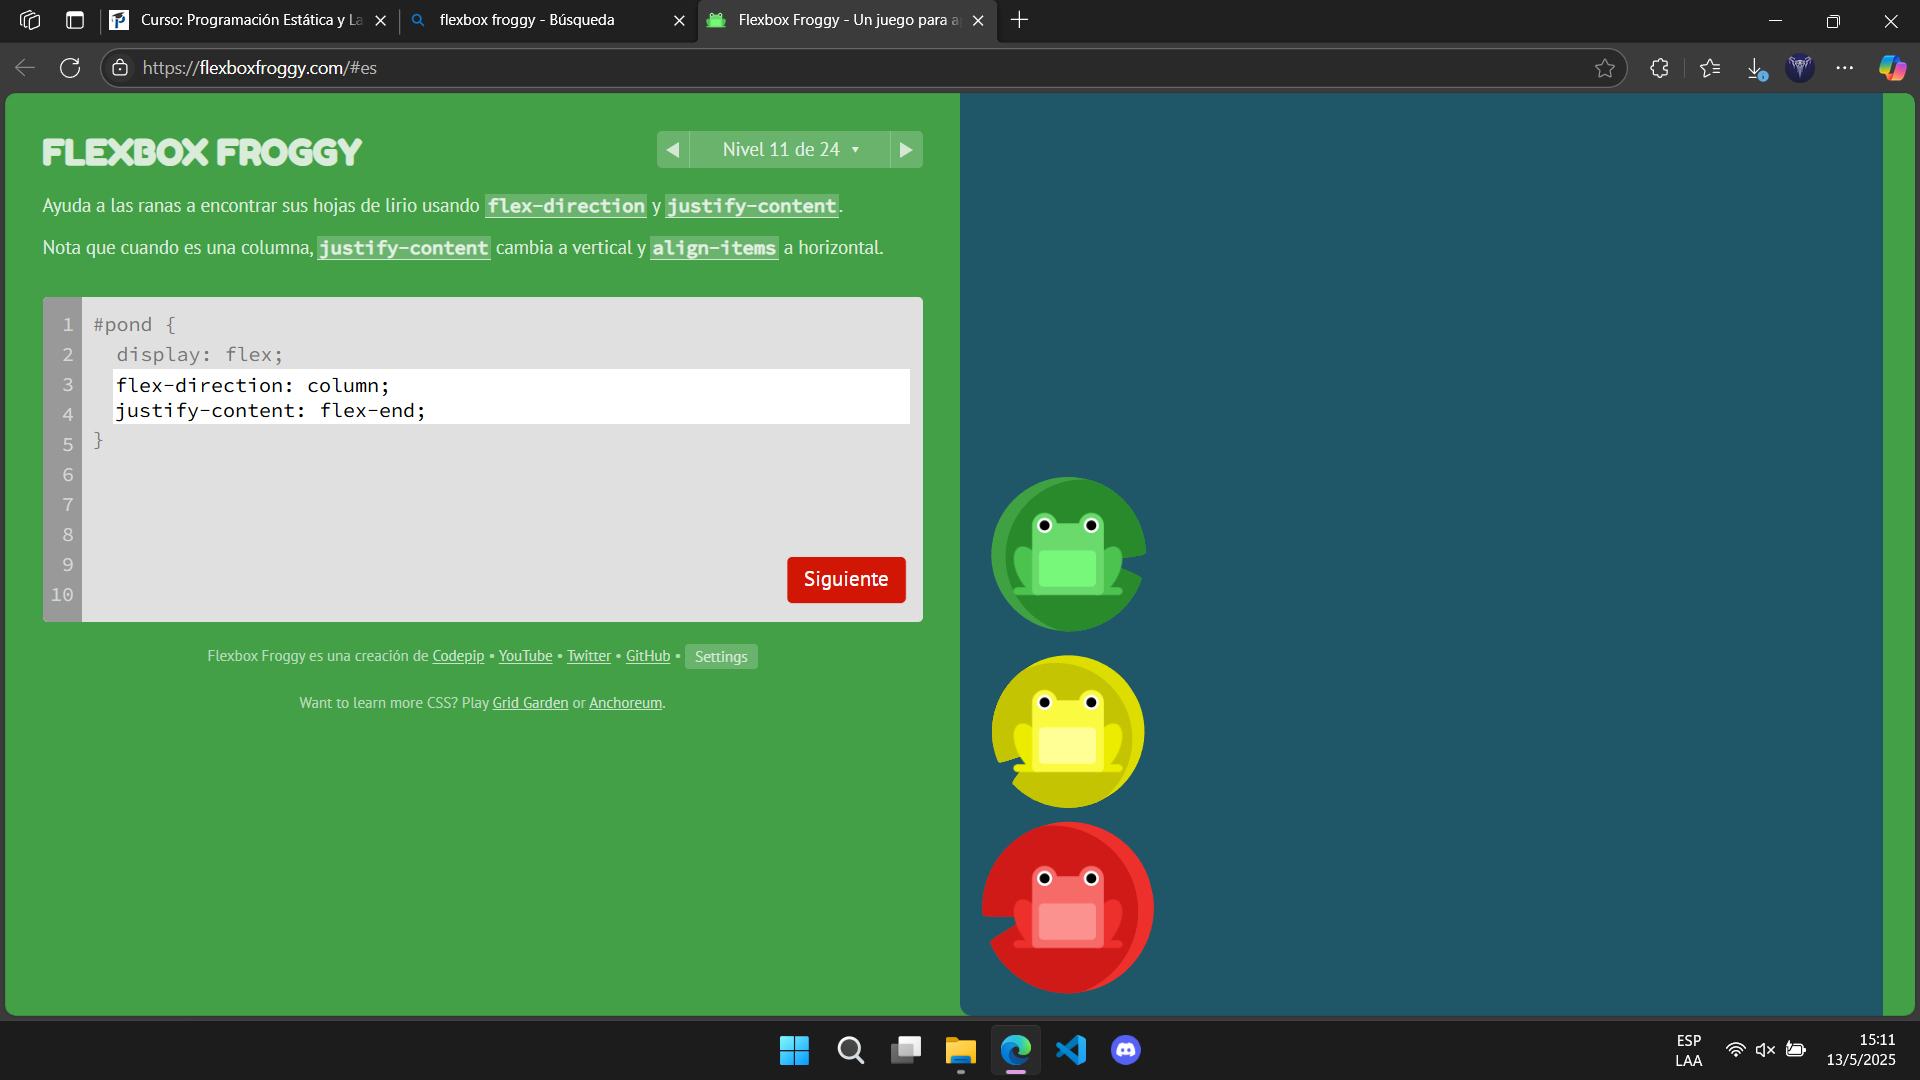 Curso: Programación Estática y La
flexbox froggy - Búsqueda
Flexbox Froggy - Un juego para a
https://flexboxfroggy.com/#es
FLEXBOX FROGGY
Nivel 11 de 24
Ayuda a las ranas a encontrar sus hojas de lirio usando flex-direction y justify-content.
Nota que cuando es una columna, justify-content cambia a vertical y align-items a horizontal.
1 #pond {
2 display: flex;
3 flex-direction: column;
4 justify-content: flex-end;
5 }
6
7
8
9
10
Siguiente
Flexbox Froggy es una creación de Codepip • YouTube • Twitter • GitHub • Settings
Want to learn more CSS? Play Grid Garden or Anchoreum.
ESP
LAA
15:11
13/5/2025